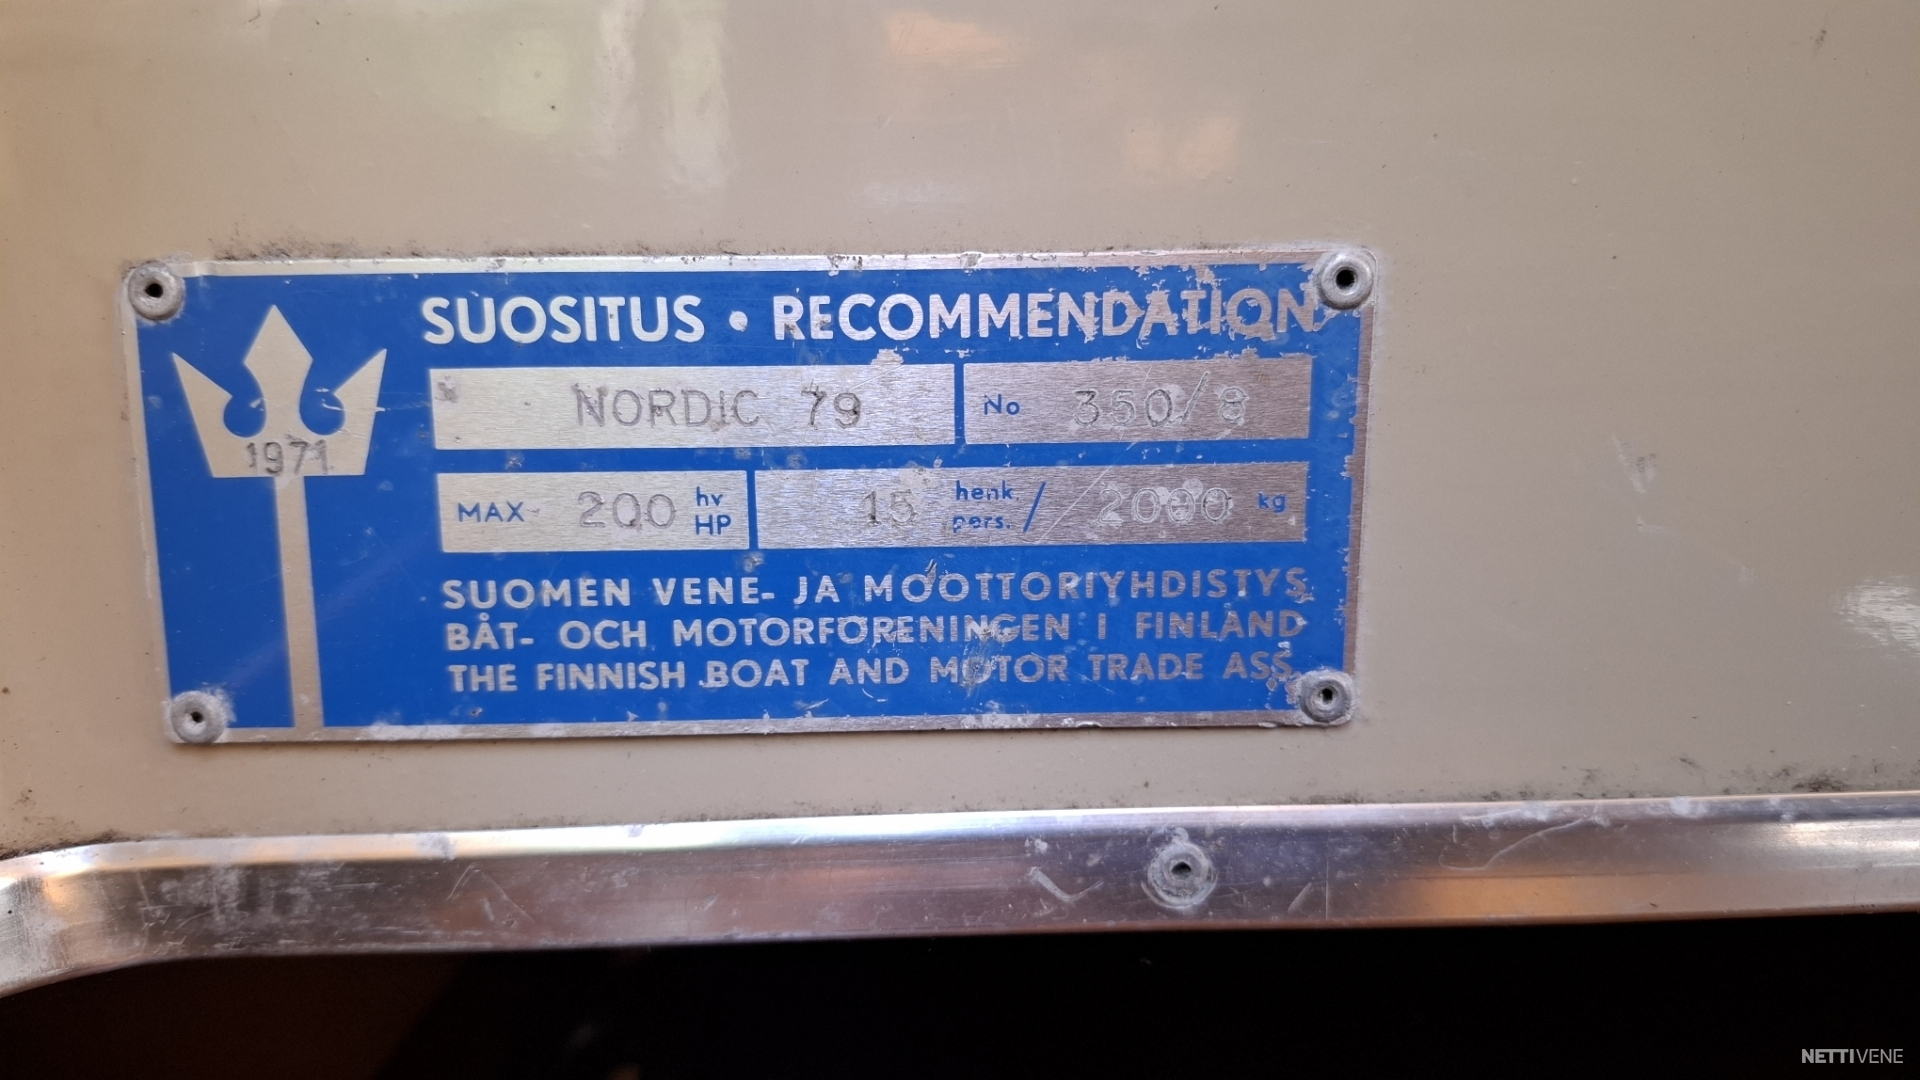 SUOSITUS • RECOMMENDATION
1971
NORDIC 79 No 350/8
MAX 200 hv HP 15 henk. pers. / 2000 kg
SUOMEN VENE- JA MOOTTORIYHDISTYS
BÅT- OCH MOTORFÖRENINGEN I FINLAND
THE FINNISH BOAT AND MOTOR TRADE ASS.
NETTIVENE